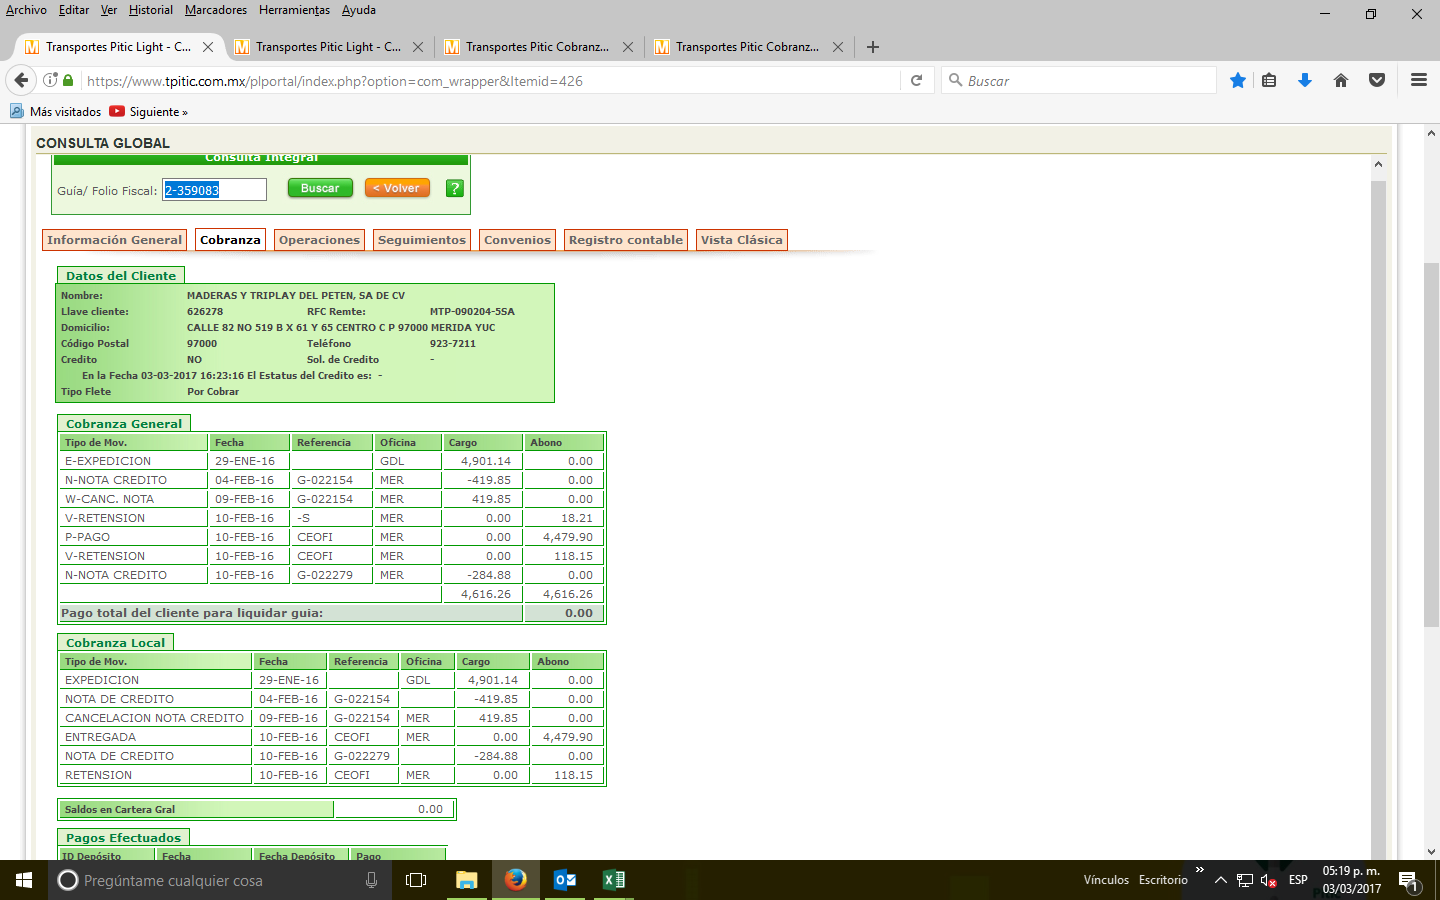 Archivo Editar Ver Historial Marcadores Herramientas Ayuda
Transportes Pitic Light - C... Transportes Pitic Light - C... Transportes Pitic Cobranz... Transportes Pitic Cobranz...
https://www.tpitic.com.mx/plportal/index.php?option=com_wrapper&Itemid=426 Buscar
Más visitados Siguiente »
CONSULTA GLOBAL
Consulta Integral
Guía/ Folio Fiscal: 2-359083 Buscar < Volver ?
Información General Cobranza Operaciones Seguimientos Convenios Registro contable Vista Clásica
Datos del Cliente
Nombre: MADERAS Y TRIPLAY DEL PETEN, SA DE CV
Llave cliente: 626278 RFC Remte: MTP-090204-5SA
Domicilio: CALLE 82 NO 519 B X 61 Y 65 CENTRO C P 97000 MERIDA YUC
Código Postal 97000 Teléfono 923-7211
Credito NO Sol. de Credito -
En la Fecha 03-03-2017 16:23:16 El Estatus del Credito es: -
Tipo Flete Por Cobrar
Cobranza General
Tipo de Mov. Fecha Referencia Oficina Cargo Abono
E-EXPEDICION 29-ENE-16 GDL 4,901.14 0.00
N-NOTA CREDITO 04-FEB-16 G-022154 MER -419.85 0.00
W-CANC. NOTA 09-FEB-16 G-022154 MER 419.85 0.00
V-RETENSION 10-FEB-16 -S MER 0.00 18.21
P-PAGO 10-FEB-16 CEOFI MER 0.00 4,479.90
V-RETENSION 10-FEB-16 CEOFI MER 0.00 118.15
N-NOTA CREDITO 10-FEB-16 G-022279 MER -284.88 0.00
4,616.26 4,616.26
Pago total del cliente para liquidar guia: 0.00
Cobranza Local
Tipo de Mov. Fecha Referencia Oficina Cargo Abono
EXPEDICION 29-ENE-16 GDL 4,901.14 0.00
NOTA DE CREDITO 04-FEB-16 G-022154 -419.85 0.00
CANCELACION NOTA CREDITO 09-FEB-16 G-022154 MER 419.85 0.00
ENTREGADA 10-FEB-16 CEOFI MER 0.00 4,479.90
NOTA DE CREDITO 10-FEB-16 G-022279 -284.88 0.00
RETENSION 10-FEB-16 CEOFI MER 0.00 118.15
Saldos en Cartera Gral 0.00
Pagos Efectuados
ID Depósito Fecha Fecha Depósito Pago
Pregúntame cualquier cosa Vínculos Escritorio » ESP 05:19 p. m.
03/03/2017 1